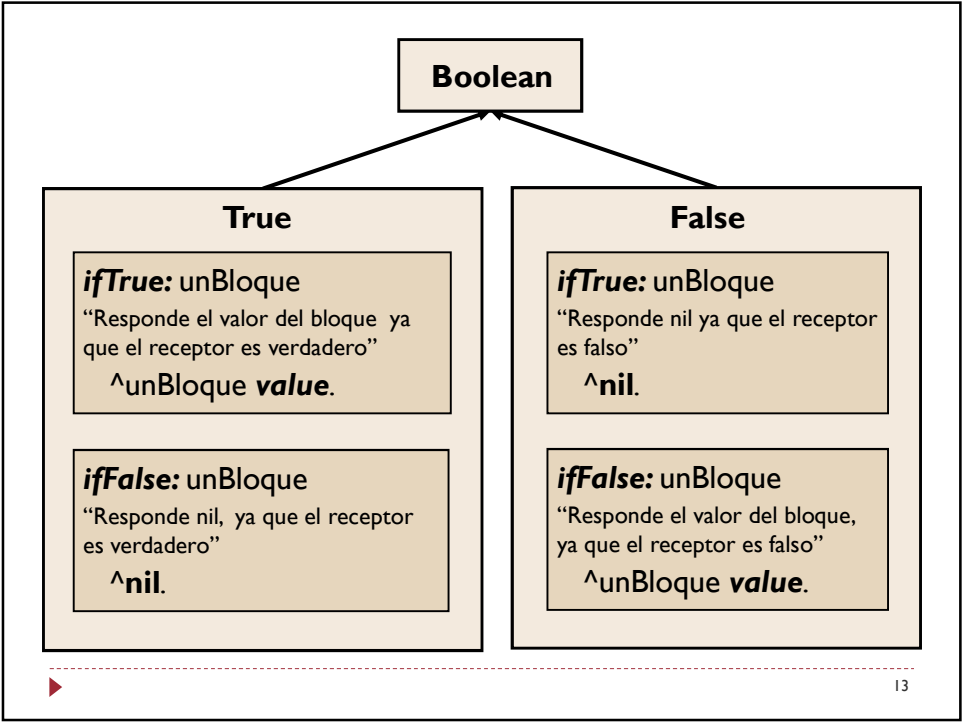 Boolean
True
ifTrue: unBloque
“Responde el valor del bloque ya
que el receptor es verdadero”
^unBloque value.
ifFalse: unBloque
“Responde nil, ya que el receptor
es verdadero”
^nil.
False
ifTrue: unBloque
“Responde nil ya que el receptor
es falso”
^nil.
ifFalse: unBloque
“Responde el valor del bloque,
ya que el receptor es falso”
^unBloque value.
13